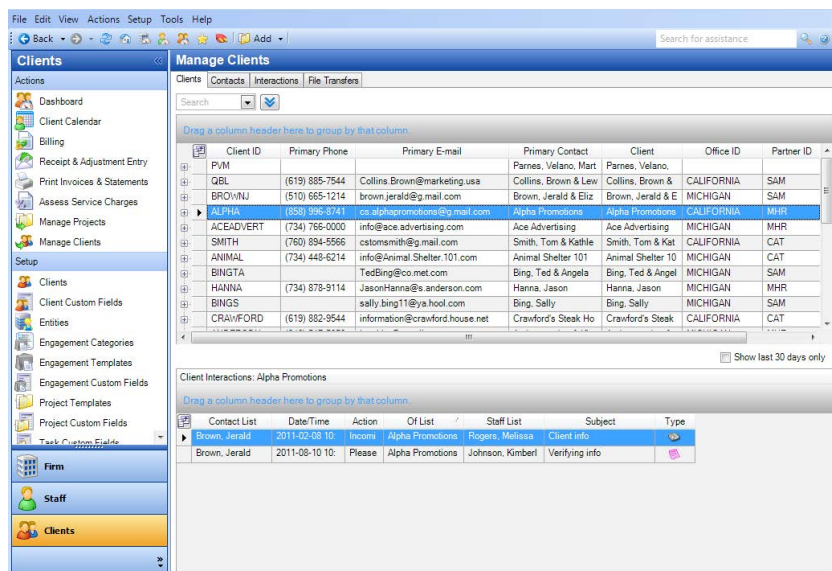 File Edit View Actions Setup Tools Help
Back Add Search for assistance
Clients
Actions
Dashboard
Client Calendar
Billing
Receipt & Adjustment Entry
Print Invoices & Statements
Assess Service Charges
Manage Projects
Manage Clients
Setup
Clients
Client Custom Fields
Entities
Engagement Categories
Engagement Templates
Engagement Custom Fields
Project Templates
Project Custom Fields
Task Custom Fields
Firm
Staff
Clients
Manage Clients
Clients Contacts Interactions File Transfers
Search
Drag a column header here to group by that column.
Client ID Primary Phone Primary E-mail Primary Contact Client Office ID Partner ID
PVM Parnes, Velano, Mart Parnes, Velano,
QBL (619) 885-7544 Collins.Brown@marketing.usa Collins, Brown & Lew Collins, Brown & CALIFORNIA SAM
BROWNJ (510) 665-1214 brown.jerald@g.mail.com Brown, Jerald & Eliz Brown, Jerald & E MICHIGAN SAM
ALPHA (858) 996-8741 cs.alphapromotions@g.mail.com Alpha Promotions Alpha Promotions CALIFORNIA MHR
ACEADVERT (734) 766-0000 info@ace.advertising.com Ace Advertising Ace Advertising MICHIGAN MHR
SMITH (760) 894-5566 cstomsmith@g.mail.com Smith, Tom & Kathle Smith, Tom & Kat CALIFORNIA CAT
ANIMAL (734) 448-6214 info@Animal.Shelter.101.com Animal Shelter 101 Animal Shelter 10 MICHIGAN CAT
BINGTA TedBing@co.met.com Bing, Ted & Angela Bing, Ted & Angel MICHIGAN SAM
HANNA (734) 878-9114 JasonHanna@s.anderson.com Hanna, Jason Hanna, Jason MICHIGAN MHR
BINGS sally.bing11@ya.hool.com Bing, Sally Bing, Sally MICHIGAN SAM
CRAWFORD (619) 882-9544 information@crawford.house.net Crawford's Steak Ho Crawford's Steak CALIFORNIA CAT
Show last 30 days only
Client Interactions: Alpha Promotions
Drag a column header here to group by that column.
Contact List Date/Time Action Of List Staff List Subject Type
Brown, Jerald 2011-02-08 10: Incomi Alpha Promotions Rogers, Melissa Client info
Brown, Jerald 2011-08-10 10: Please Alpha Promotions Johnson, Kimberl Verifying info